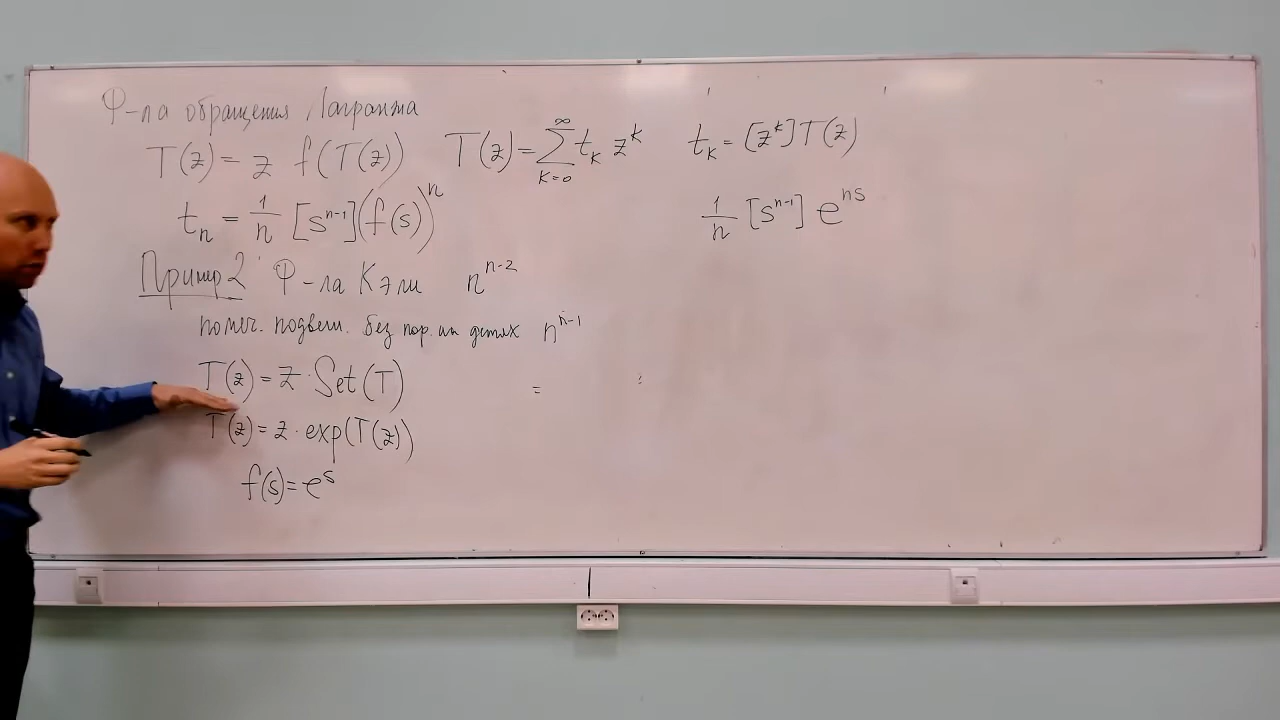 Ф-ла обращения Лагранжа
T(z) = z f(T(z))   T(z) = ∑_{k=0}^{∞} t_k z^k   t_k = [z^k] T(z)
t_n = 1/n [s^{n-1}] (f(s))^n   1/n [s^{n-1}] e^{ns}
Пример 2 Ф-ла Кэли n^{n-2}
помеч. подвеш. без пор. на детях n^{n-1}
T(z) = z · Set(T)   =
T(z) = z · exp(T(z))
f(s) = e^s